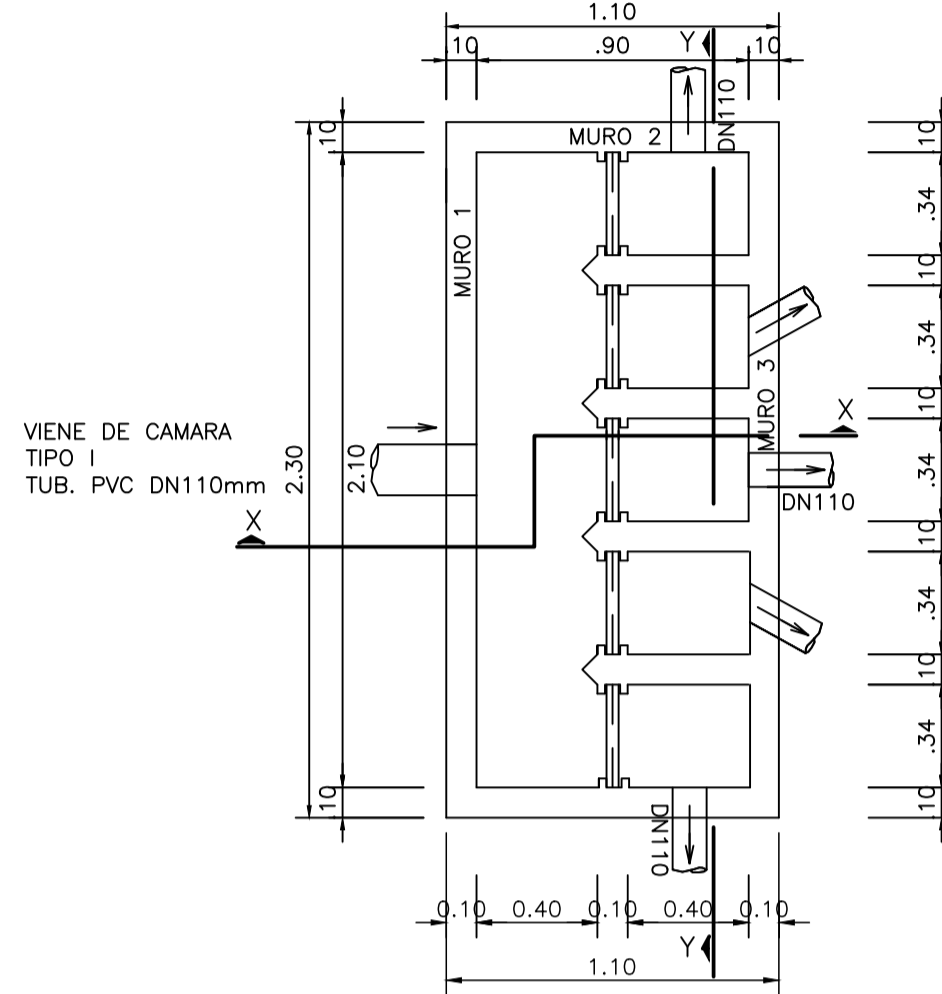 1.10
.10
.90
.10
Y
DN110
MURO 2
MURO 1
MURO 3
.10
2.30
2.10
.10
.10
.34
.10
.34
.10
.34
.10
.34
.10
.34
.10
VIENE DE CAMARA
TIPO I
TUB. PVC DN110mm
X
X
DN110
DN110
0.10
0.40
0.10
0.40
0.10
Y
1.10